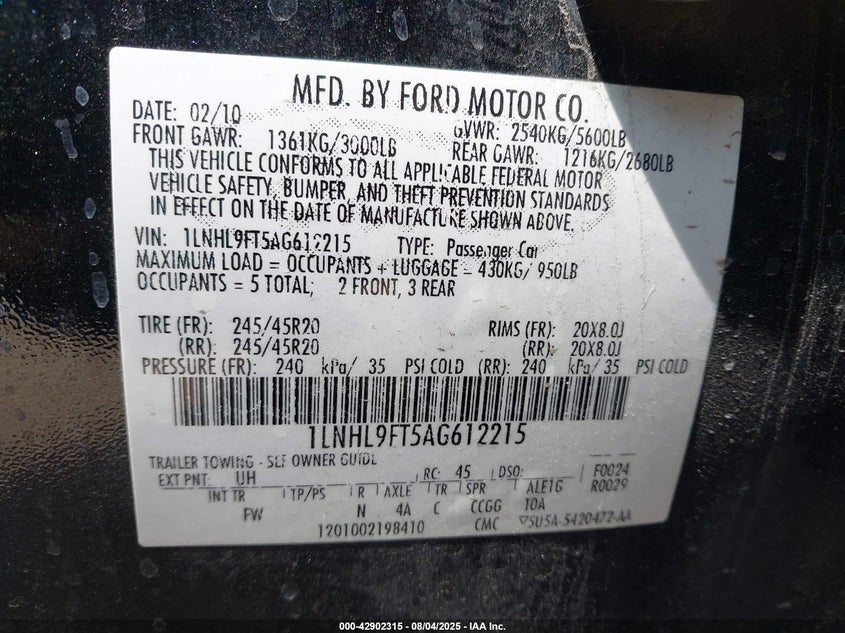 MFD. BY FORD MOTOR CO.
DATE: 02/10 GVWR: 2540KG/5600LB
FRONT GAWR: 1361KG/3000LB REAR GAWR: 1216KG/2680LB
THIS VEHICLE CONFORMS TO ALL APPLICABLE FEDERAL MOTOR
VEHICLE SAFETY, BUMPER, AND THEFT PREVENTION STANDARDS
IN EFFECT ON THE DATE OF MANUFACTURE SHOWN ABOVE.
VIN: 1LNHL9FT5AG612215 TYPE: Passenger Car
MAXIMUM LOAD = OCCUPANTS + LUGGAGE = 430KG/ 950LB
OCCUPANTS = 5 TOTAL; 2 FRONT, 3 REAR
TIRE (FR): 245/45R20 RIMS (FR): 20X8.0J
(RR): 245/45R20 (RR): 20X8.0J
PRESSURE (FR): 240 kPa/ 35 PSI COLD (RR): 240 kPa/ 35 PSI COLD
1LNHL9FT5AG612215
TRAILER TOWING - SEE OWNER GUIDE
EXT PNT: UH RC: 45 DSO: F0024
INT TR TP/PS R AXLE TR SPR ALE1G R0029
FW N 4A C CCGG TOA
1201002198410 CMC SU5A-5420472-AA
000-42902315 - 08/04/2025 - IAA Inc.